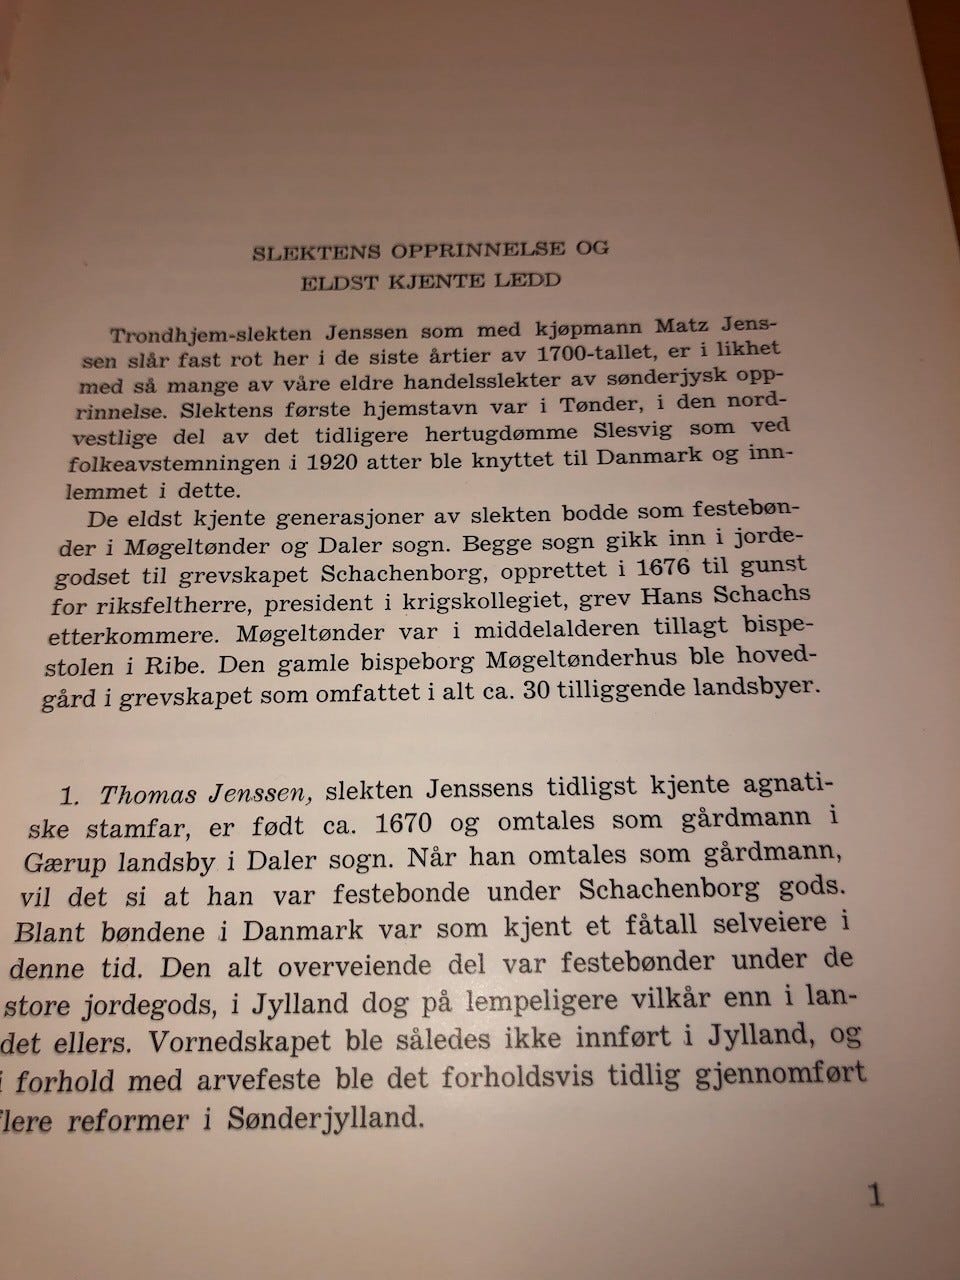 SLEKTENS OPPRINNELSE OG
ELDST KJENTE LEDD
Trondhjem-slekten Jenssen som med kjøpmann Matz Jens-
sen slår fast rot her i de siste årtier av 1700-tallet, er i likhet
med så mange av våre eldre handelsslekter av sønderjysk opp-
rinnelse. Slektens første hjemstavn var i Tønder, i den nord-
vestlige del av det tidligere hertugdømme Slesvig som ved
folkeavstemningen i 1920 atter ble knyttet til Danmark og inn-
lemmet i dette.
De eldst kjente generasjoner av slekten bodde som festebøn-
der i Møgeltønder og Daler sogn. Begge sogn gikk inn i jorde-
godset til grevskapet Schachenborg, opprettet i 1676 til gunst
for riksfeltherre, president i krigskollegiet, grev Hans Schachs
etterkommere. Møgeltønder var i middelalderen tillagt bispe-
stolen i Ribe. Den gamle bispeborg Møgeltønderhus ble hoved-
gård i grevskapet som omfattet i alt ca. 30 tilliggende landsbyer.
1. Thomas Jenssen, slekten Jenssens tidligst kjente agnati-
ske stamfar, er født ca. 1670 og omtales som gårdmann i
Gærup landsby i Daler sogn. Når han omtales som gårdmann,
vil det si at han var festebonde under Schachenborg gods.
Blant bøndene i Danmark var som kjent et fåtall selveiere i
denne tid. Den alt overveiende del var festebønder under de
store jordegods, i Jylland dog på lempeligere vilkår enn i lan-
det ellers. Vornedskapet ble således ikke innført i Jylland, og
i forhold med arvefeste ble det forholdsvis tidlig gjennomført
flere reformer i Sønderjylland.
1